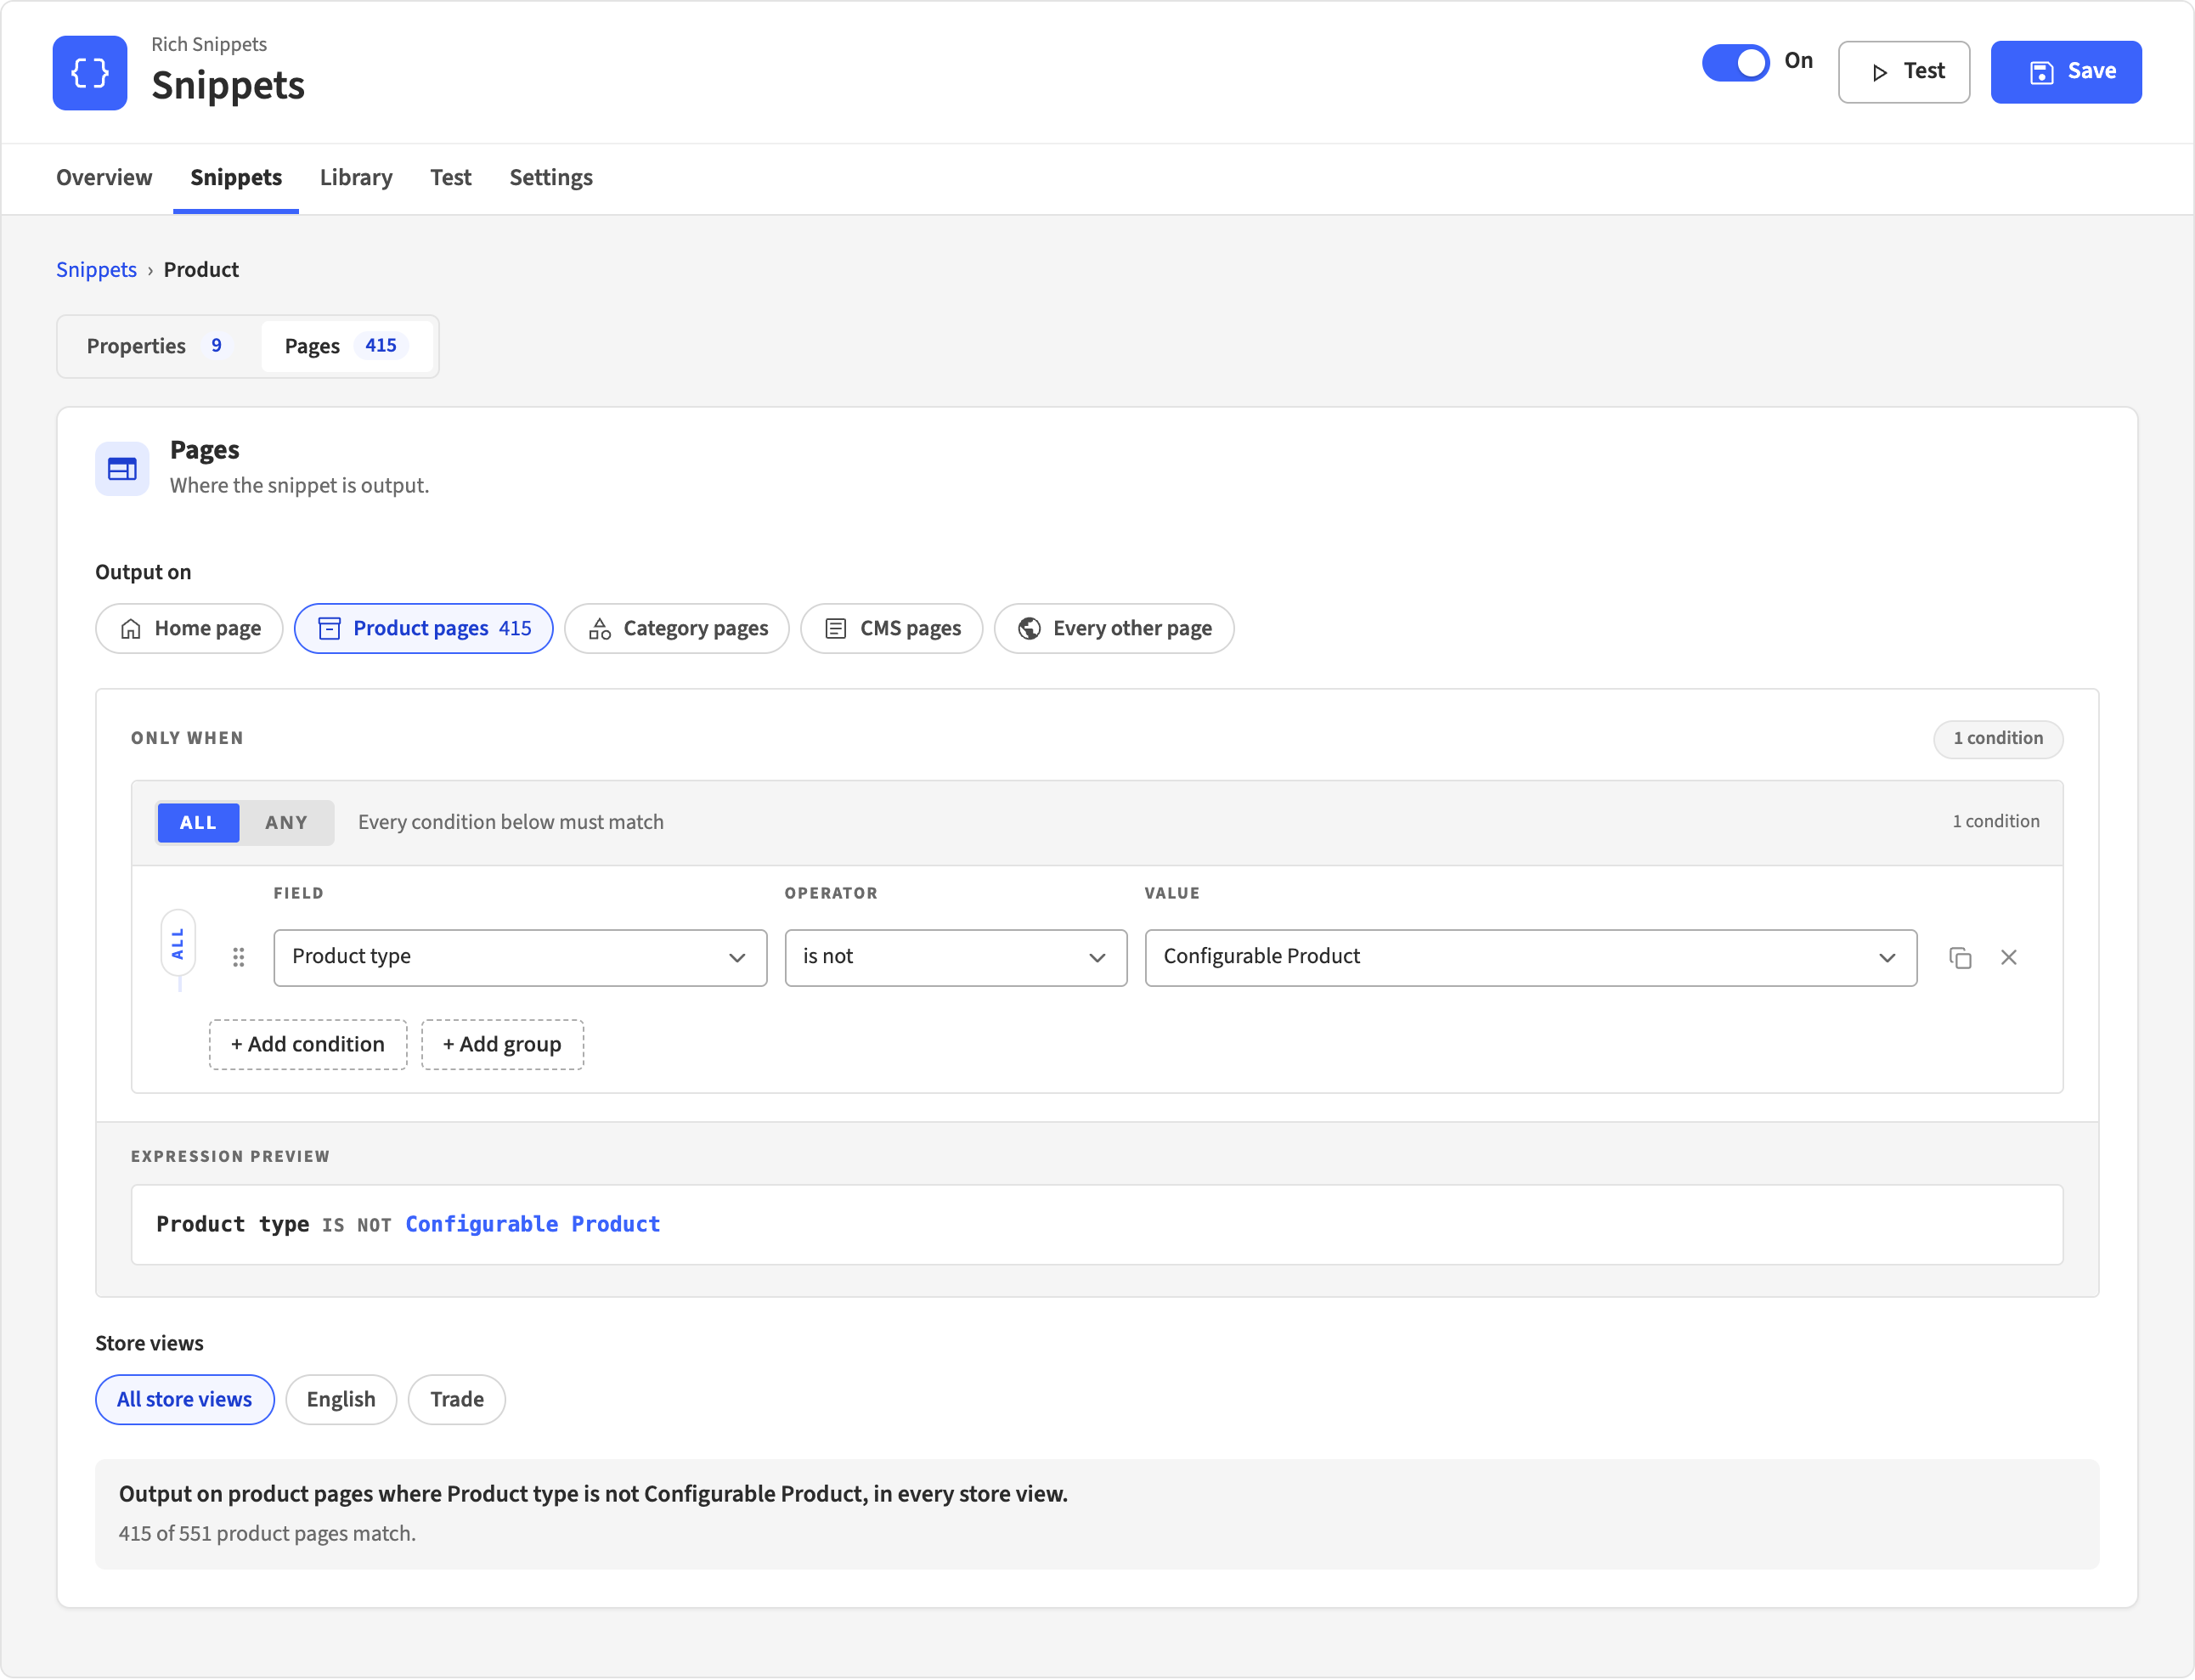 Rich Snippets
Snippets
On
Test
Save
Overview
Snippets
Library
Test
Settings
Snippets › Product
Properties 9
Pages 415
Pages
Where the snippet is output.
Output on
Home page
Product pages 415
Category pages
CMS pages
Every other page
ONLY WHEN
1 condition
ALL
ANY
Every condition below must match
1 condition
FIELD
OPERATOR
VALUE
ALL
Product type
is not
Configurable Product
+ Add condition
+ Add group
EXPRESSION PREVIEW
Product type IS NOT Configurable Product
Store views
All store views
English
Trade
Output on product pages where Product type is not Configurable Product, in every store view.
415 of 551 product pages match.